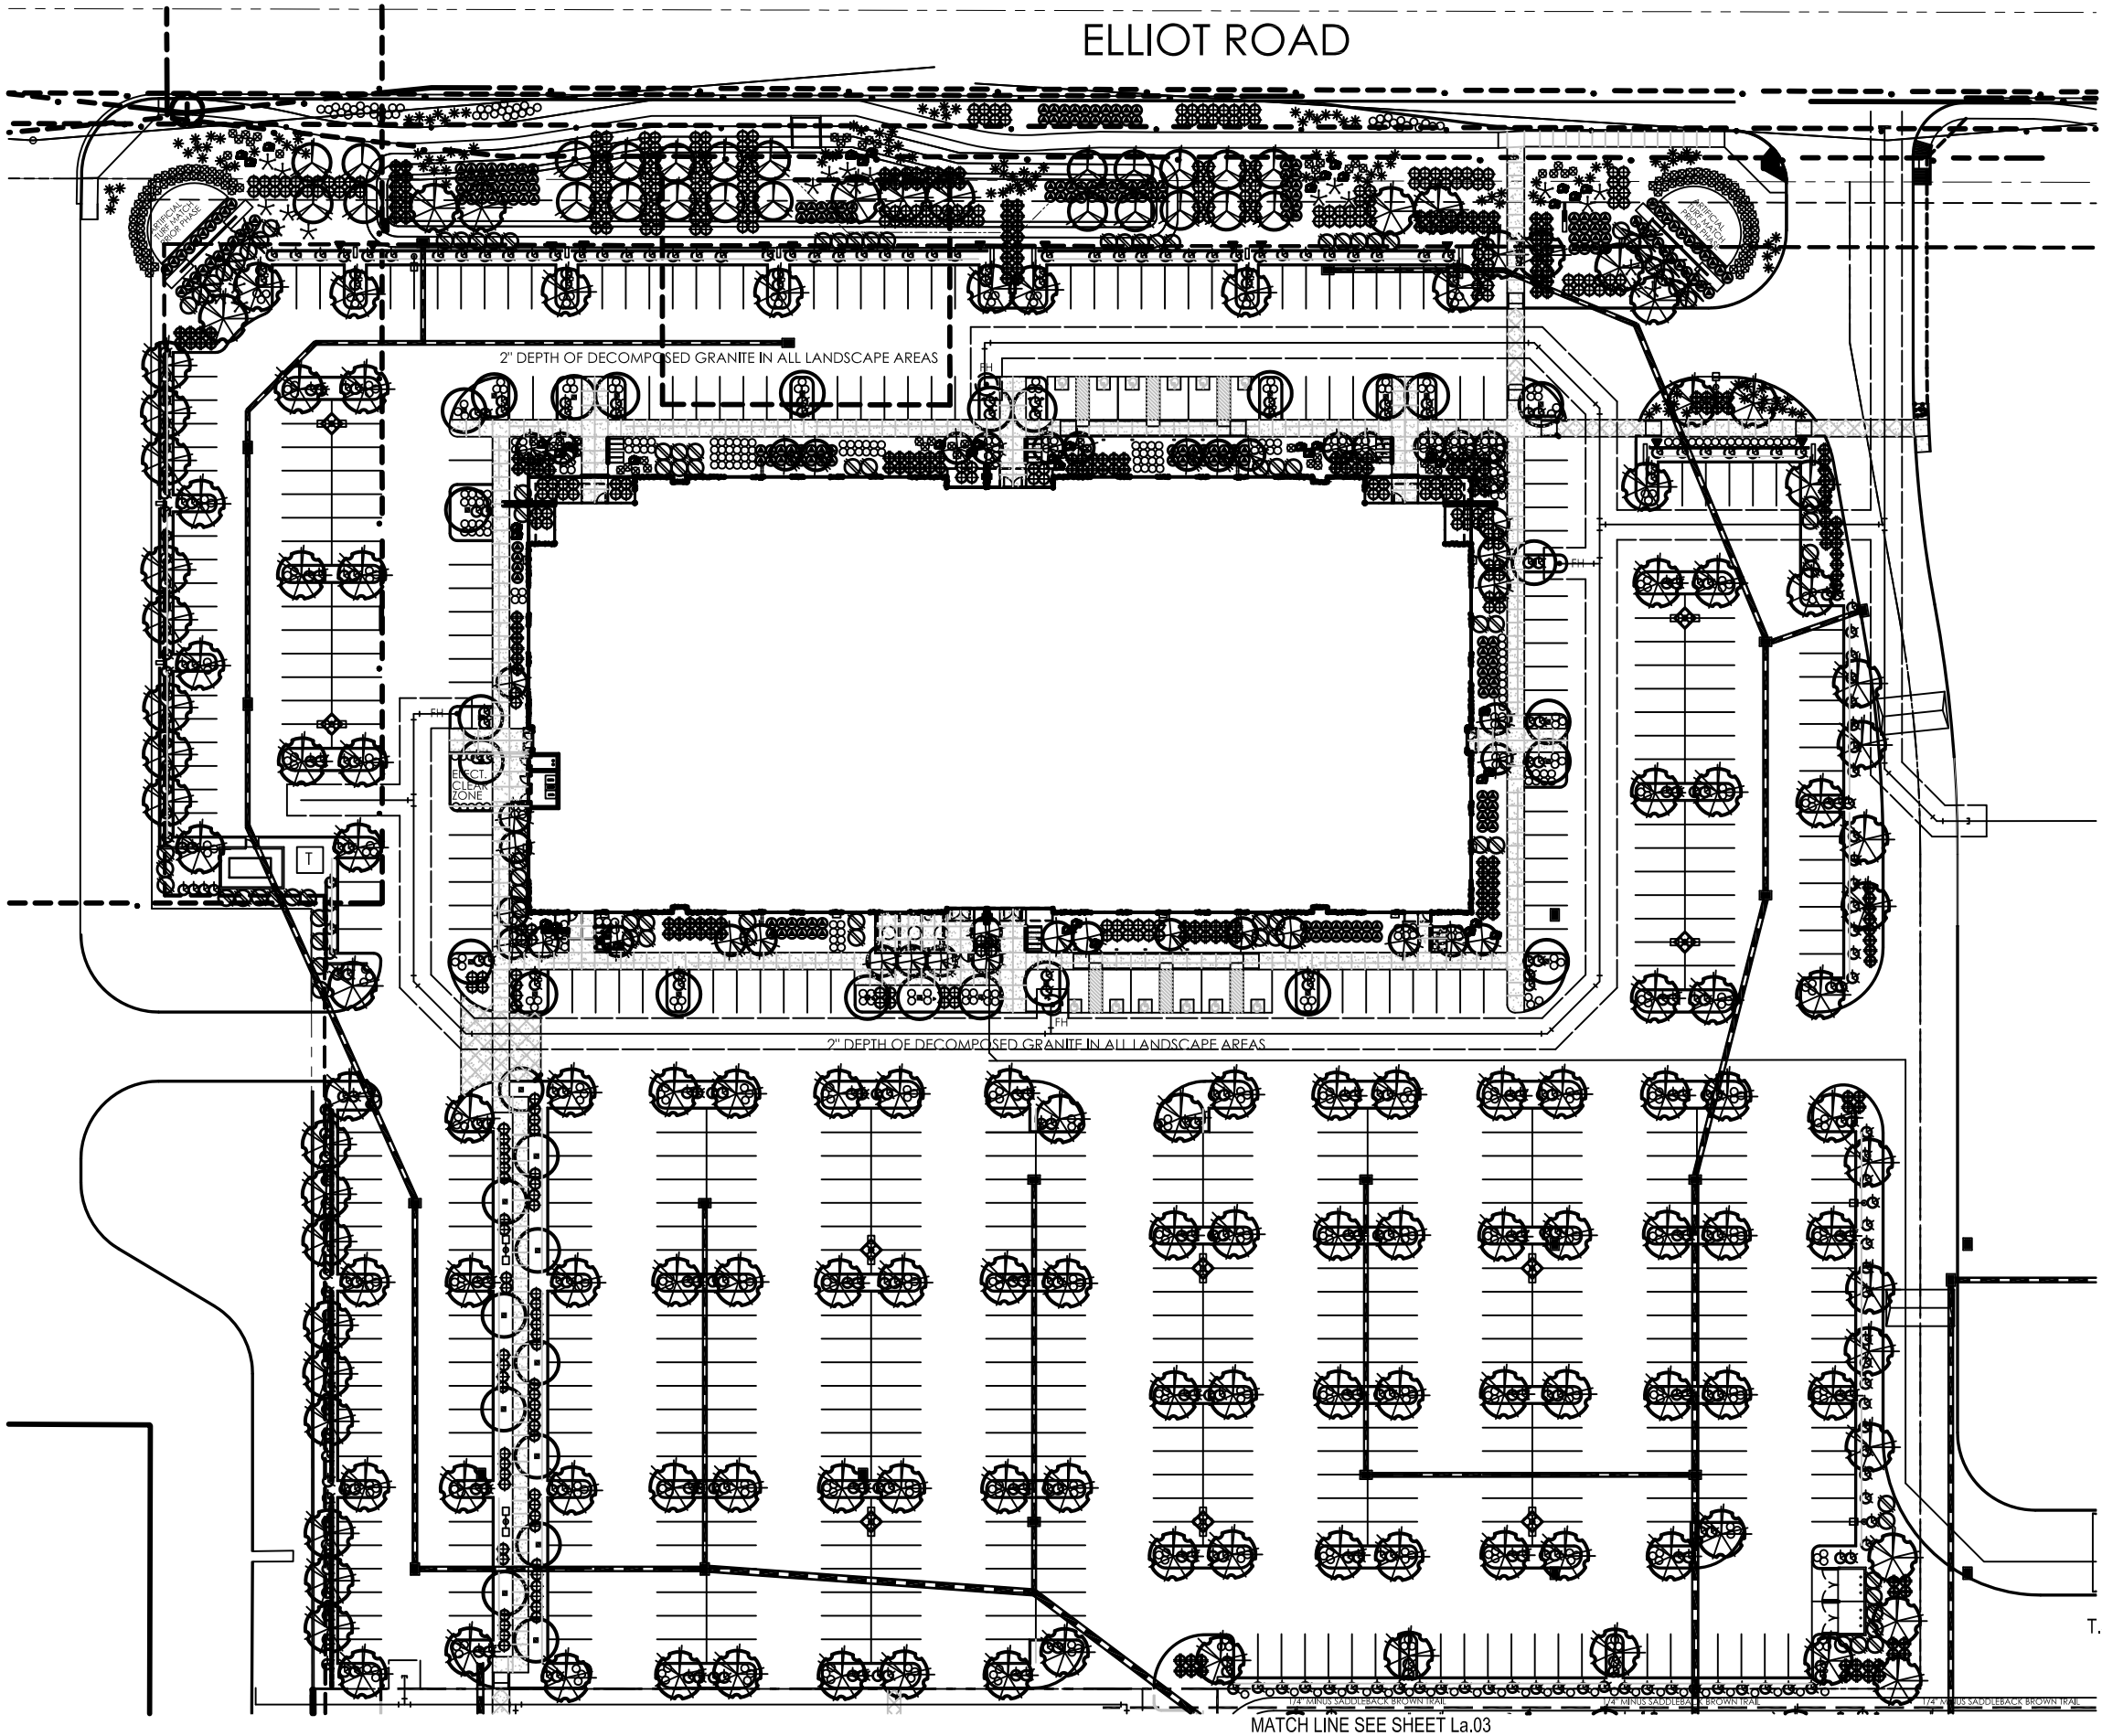 ELLIOT ROAD
ARTIFICIAL
TURF MATCH
PRIOR PHASE
ARTIFICIAL
TURF MATCH
PRIOR PHASE
2" DEPTH OF DECOMPOSED GRANITE IN ALL LANDSCAPE AREAS
FH
FH
FH
ELECT.
CLEAR
ZONE
T
FH
2" DEPTH OF DECOMPOSED GRANITE IN ALL LANDSCAPE AREAS
T.
1/4" MINUS SADDLEBACK BROWN TRAIL
1/4" MINUS SADDLEBACK BROWN TRAIL
1/4" MINUS SADDLEBACK BROWN TRAIL
MATCH LINE SEE SHEET La.03